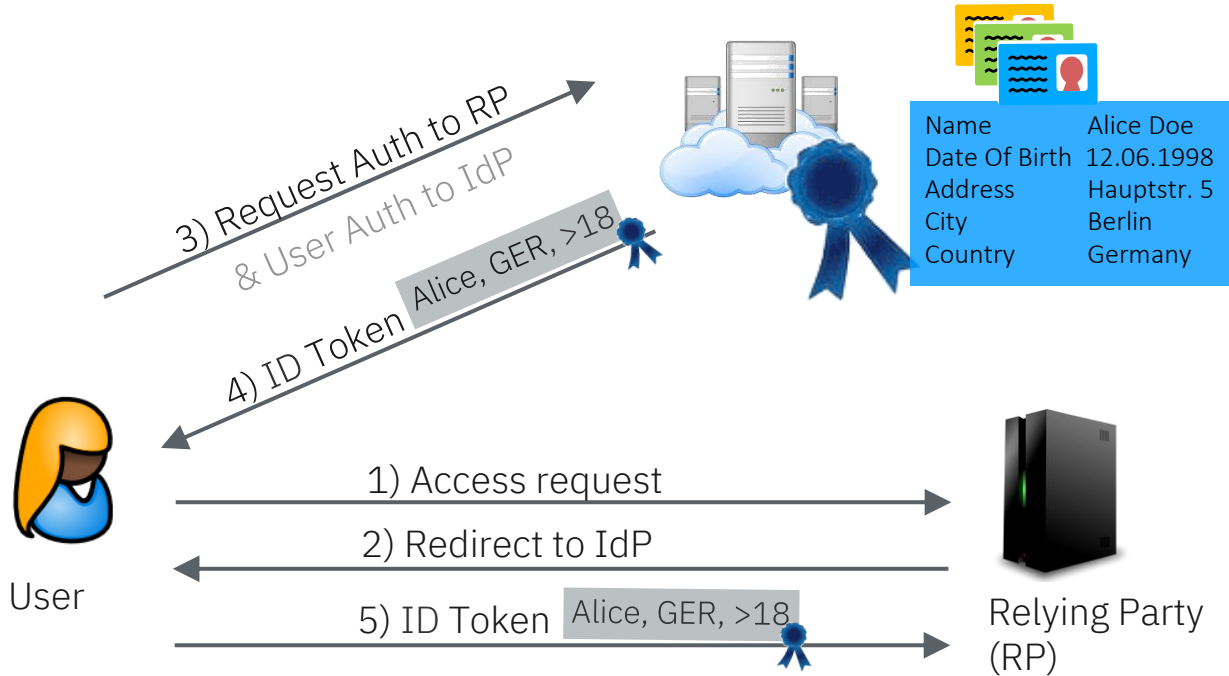 3) Request Auth to RP
& User Auth to IdP
Name Alice Doe
Date Of Birth 12.06.1998
Address Hauptstr. 5
City Berlin
Country Germany
4) ID Token Alice, GER, >18
1) Access request
2) Redirect to IdP
5) ID Token Alice, GER, >18
User
Relying Party
(RP)